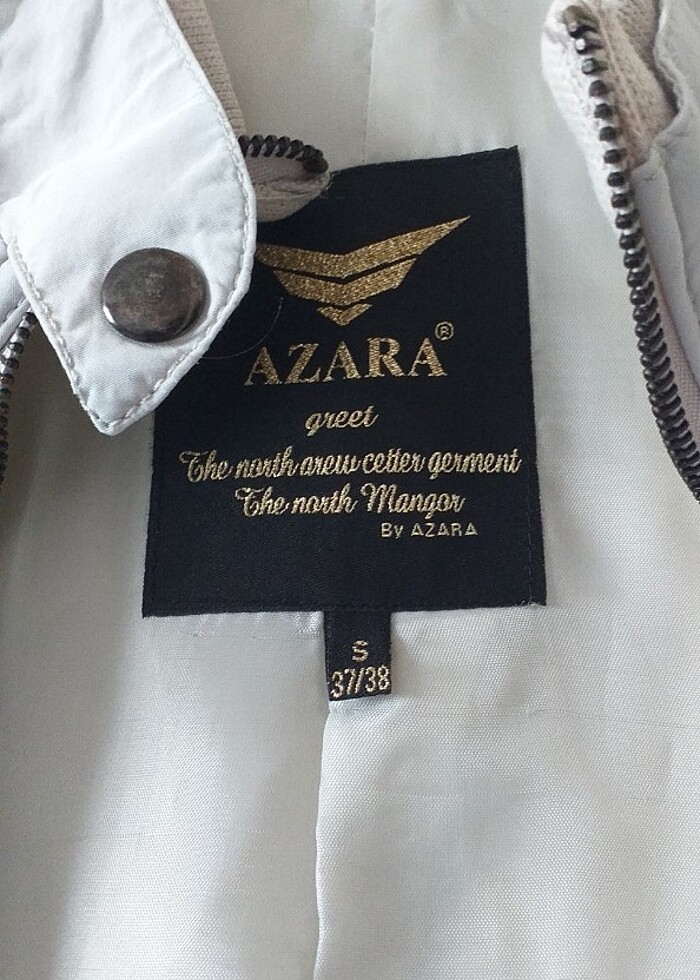 AZARA®
greet
The north arew cetter germent
The north Mangor
By AZARA
S
37/38